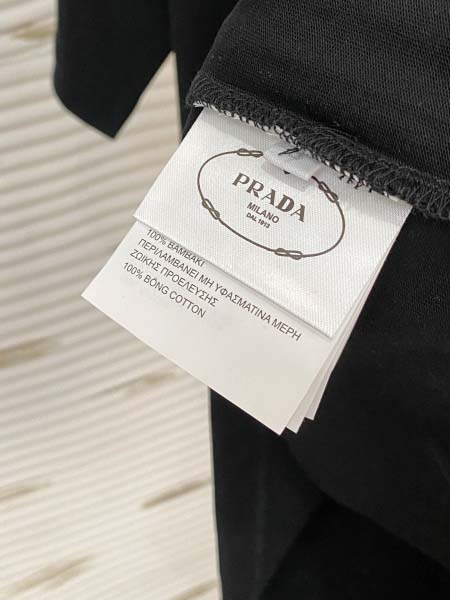 PRADA
MILANO
DAL 1913
100% ΒΑΜΒΑΚΙ
ΠΕΡΙΛΑΜΒΑΝΕΙ ΜΗ ΥΦΑΣΜΑΤΙΝΑ ΜΕΡΗ
ΖΩΙΚΗΣ ΠΡΟΕΛΕΥΣΗΣ
100% BÔNG COTTON